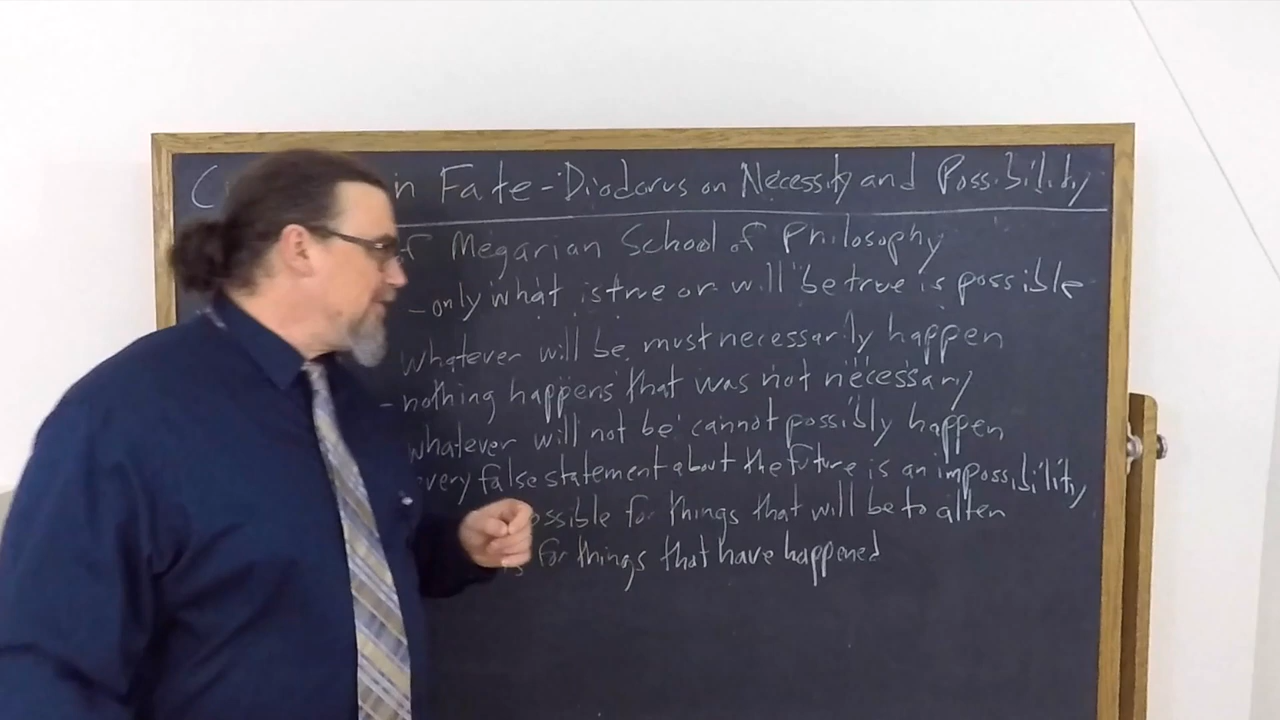 in Fate - Diodorus on Necessity and Possibility
of Megarian School of Philosophy
- only what is true or will be true is possible
whatever will be must necessarily happen
- nothing happens that was not necessary
whatever will not be cannot possibly happen
every false statement about the future is an impossibility
for things that will be to alter
for things that have happened